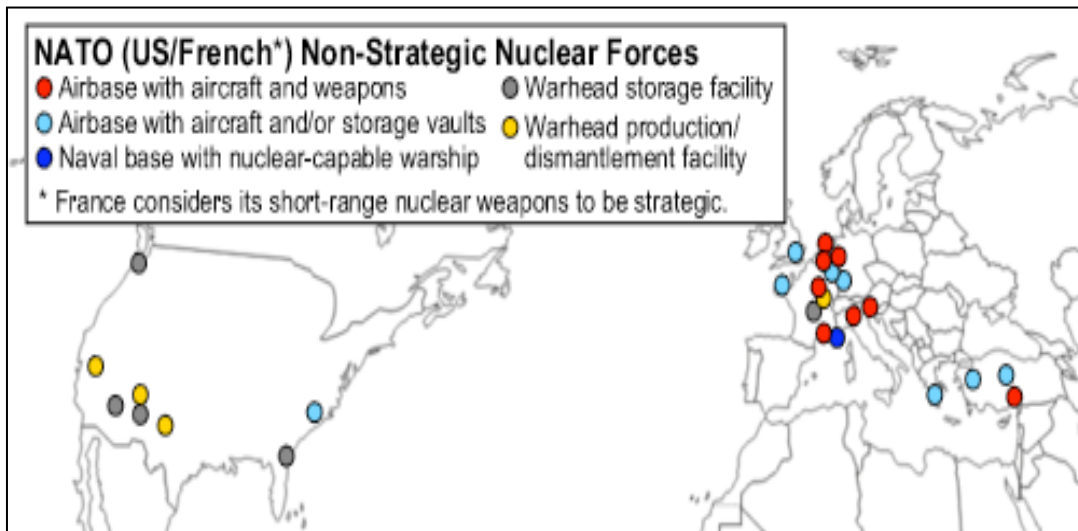 NATO (US/French*) Non-Strategic Nuclear Forces
Airbase with aircraft and weapons
Airbase with aircraft and/or storage vaults
Naval base with nuclear-capable warship
Warhead storage facility
Warhead production/
dismantlement facility
* France considers its short-range nuclear weapons to be strategic.